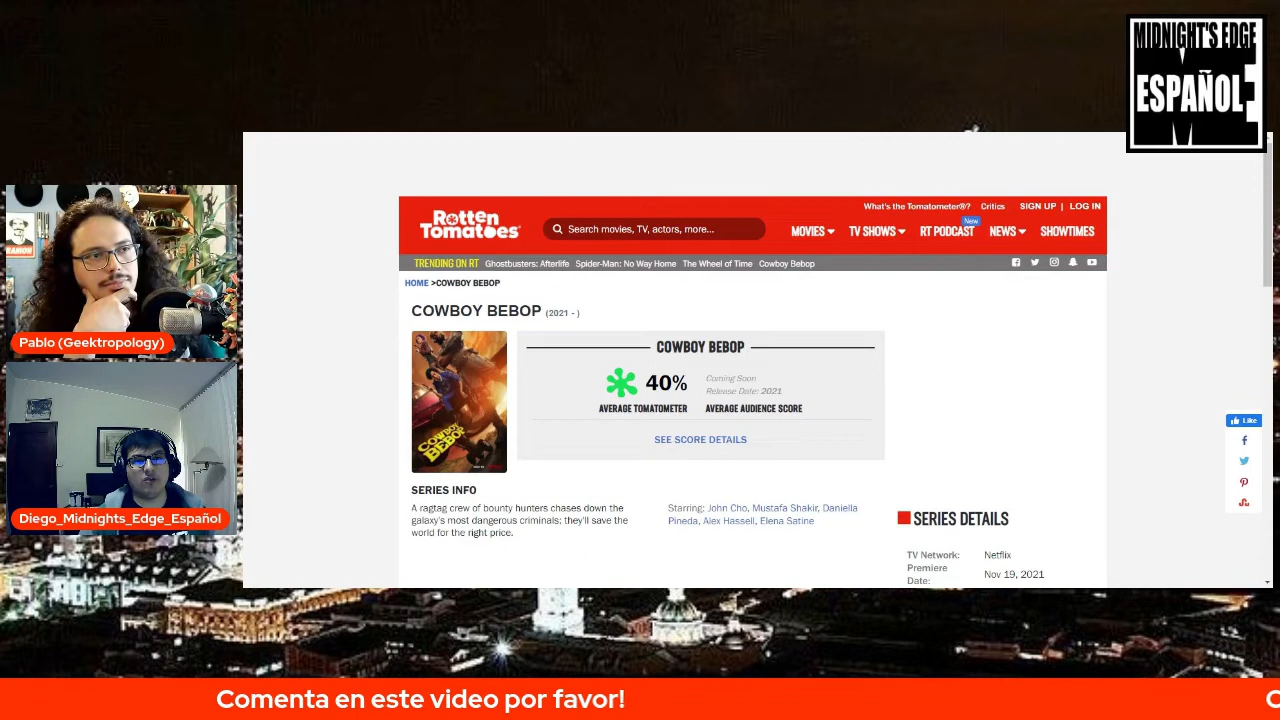 MIDNIGHT'S EDGE
ESPAÑOL
What's the Tomatometer®?
Critics
SIGN UP | LOG IN
Rotten
Tomatoes
Search movies, TV, actors, more...
New
MOVIES
TV SHOWS
RT PODCAST
NEWS
SHOWTIMES
TRENDING ON RT
Ghostbusters: Afterlife
Spider-Man: No Way Home
The Wheel of Time
Cowboy Bebop
HOME >COWBOY BEBOP
COWBOY BEBOP (2021 - )
COWBOY
BEBOP
COWBOY BEBOP
40%
Coming Soon
Release Date: 2021
AVERAGE TOMATOMETER
AVERAGE AUDIENCE SCORE
SEE SCORE DETAILS
SERIES INFO
A ragtag crew of bounty hunters chases down the
galaxy's most dangerous criminals; they'll save the
world for the right price.
Starring: John Cho, Mustafa Shakir, Daniella
Pineda, Alex Hassell, Elena Satine
SERIES DETAILS
TV Network: Netflix
Premiere
Date:
Nov 19, 2021
Like
RAMON
Pablo (Geektropology)
Diego_Midnights_Edge_Español
Comenta en este video por favor!